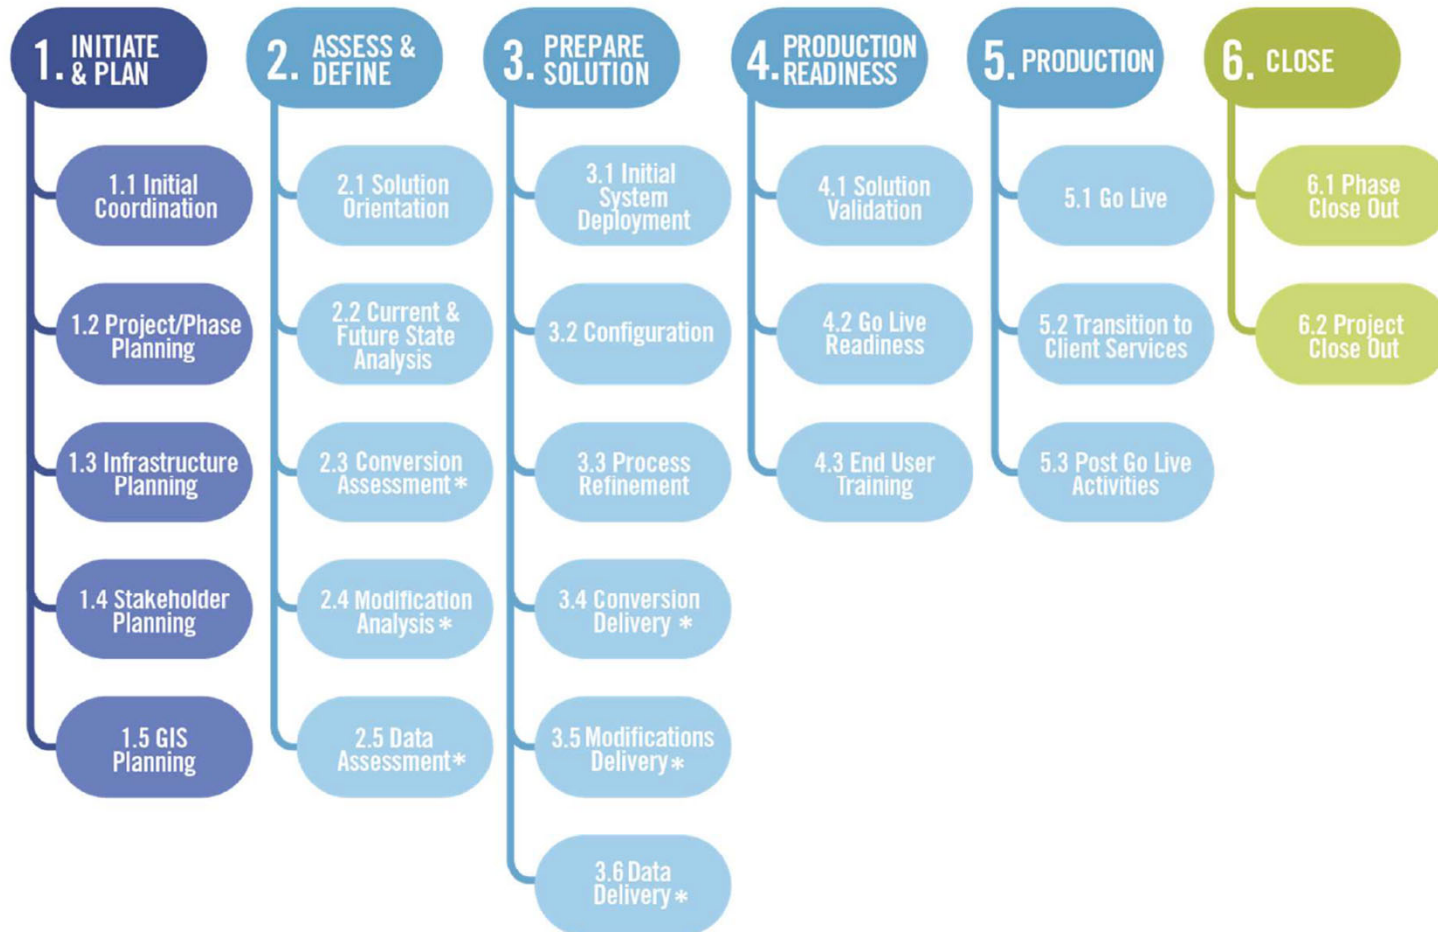 1. INITIATE
& PLAN
1.1 Initial
Coordination
1.2 Project/Phase
Planning
1.3 Infrastructure
Planning
1.4 Stakeholder
Planning
1.5 GIS
Planning
2. ASSESS &
DEFINE
2.1 Solution
Orientation
2.2 Current &
Future State
Analysis
2.3 Conversion
Assessment*
2.4 Modification
Analysis*
2.5 Data
Assessment*
3. PREPARE
SOLUTION
3.1 Initial
System
Deployment
3.2 Configuration
3.3 Process
Refinement
3.4 Conversion
Delivery *
3.5 Modifications
Delivery*
3.6 Data
Delivery*
4. PRODUCTION
READINESS
4.1 Solution
Validation
4.2 Go Live
Readiness
4.3 End User
Training
5. PRODUCTION
5.1 Go Live
5.2 Transition to
Client Services
5.3 Post Go Live
Activities
6. CLOSE
6.1 Phase
Close Out
6.2 Project
Close Out